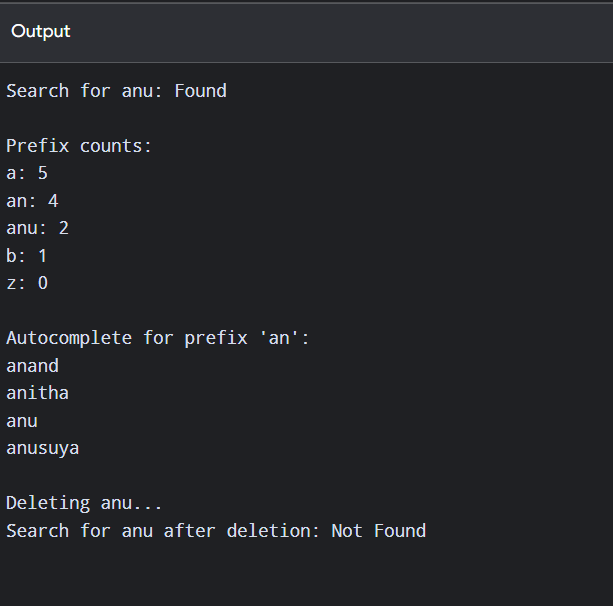 Output
Search for anu: Found
Prefix counts:
a: 5
an: 4
anu: 2
b: 1
z: 0
Autocomplete for prefix 'an':
anand
anitha
anu
anusuya
Deleting anu...
Search for anu after deletion: Not Found